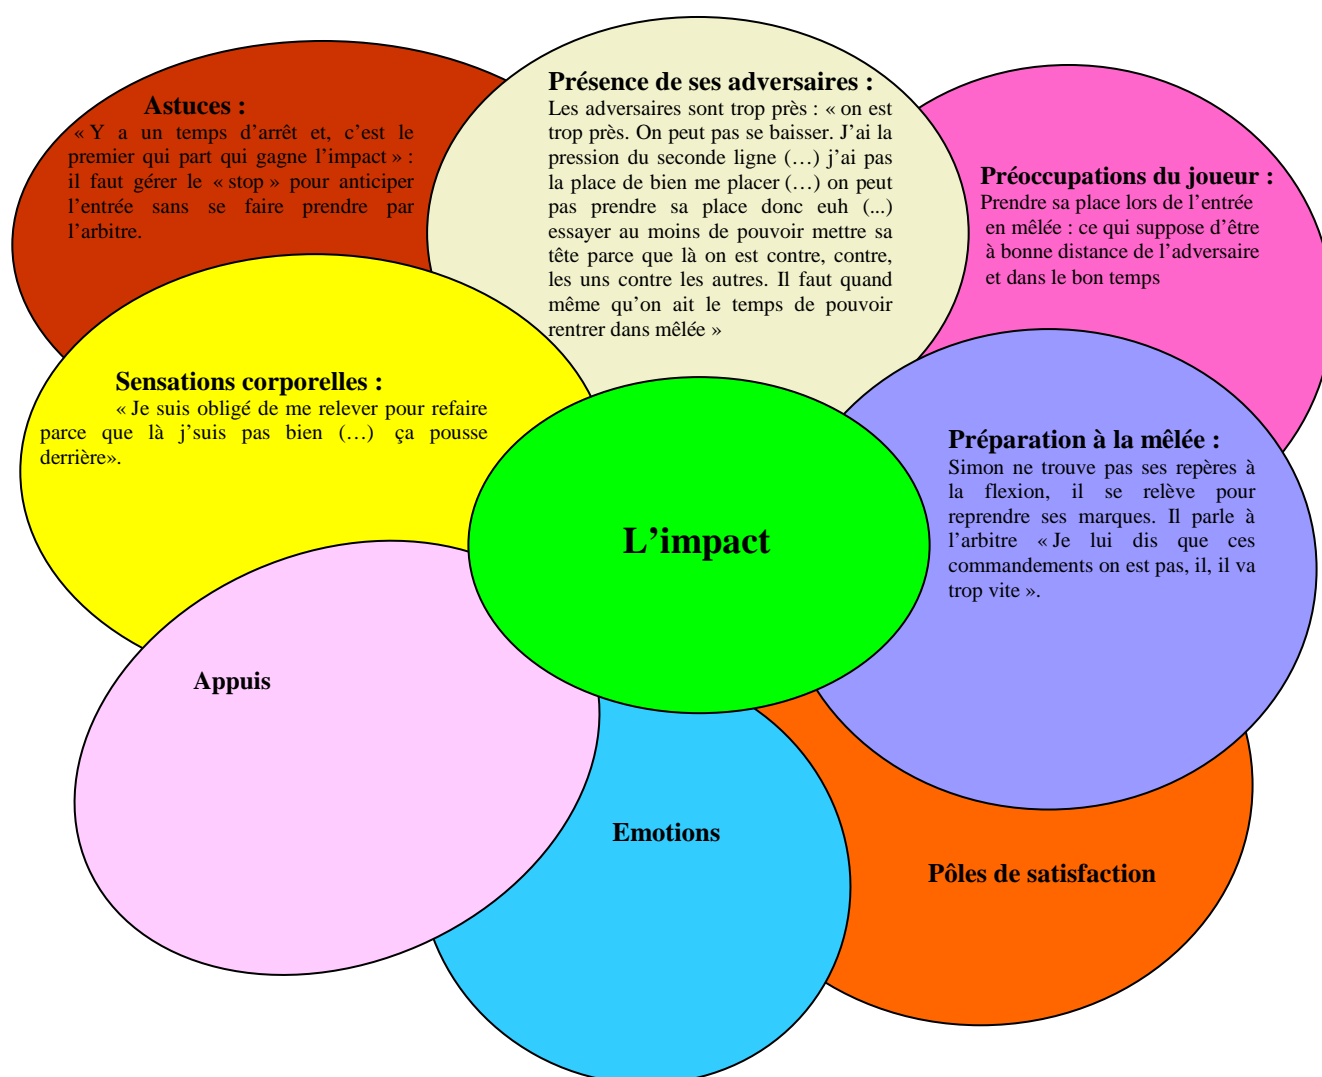 Astuces :
« Y a un temps d’arrêt et, c’est le
premier qui part qui gagne l’impact » :
il faut gérer le « stop » pour anticiper
l’entrée sans se faire prendre par
l’arbitre.
Présence de ses adversaires :
Les adversaires sont trop près : « on est
trop près. On peut pas se baisser. J’ai la
pression du seconde ligne (…) j’ai pas
la place de bien me placer (…) on peut
pas prendre sa place donc euh (...)
essayer au moins de pouvoir mettre sa
tête parce que là on est contre, contre,
les uns contre les autres. Il faut quand
même qu’on ait le temps de pouvoir
rentrer dans mêlée »
Préoccupations du joueur :
Prendre sa place lors de l’entrée
en mêlée : ce qui suppose d’être
à bonne distance de l’adversaire
et dans le bon temps
Sensations corporelles :
« Je suis obligé de me relever pour refaire
parce que là j’suis pas bien (…) ça pousse
derrière».
Préparation à la mêlée :
Simon ne trouve pas ses repères à
la flexion, il se relève pour
reprendre ses marques. Il parle à
l’arbitre « Je lui dis que ces
commandements on est pas, il, il va
trop vite ».
L’impact
Appuis
Emotions
Pôles de satisfaction